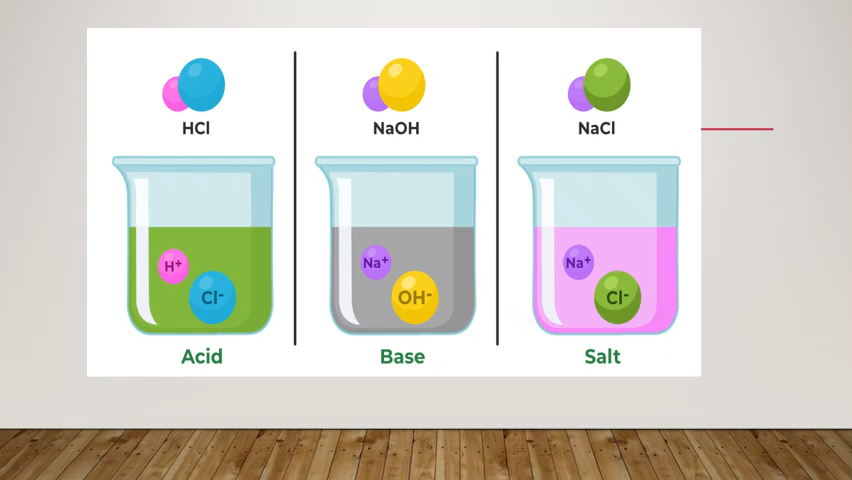 HCl
NaOH
NaCl
H+
Cl-
Na+
OH-
Na+
Cl-
Acid
Base
Salt